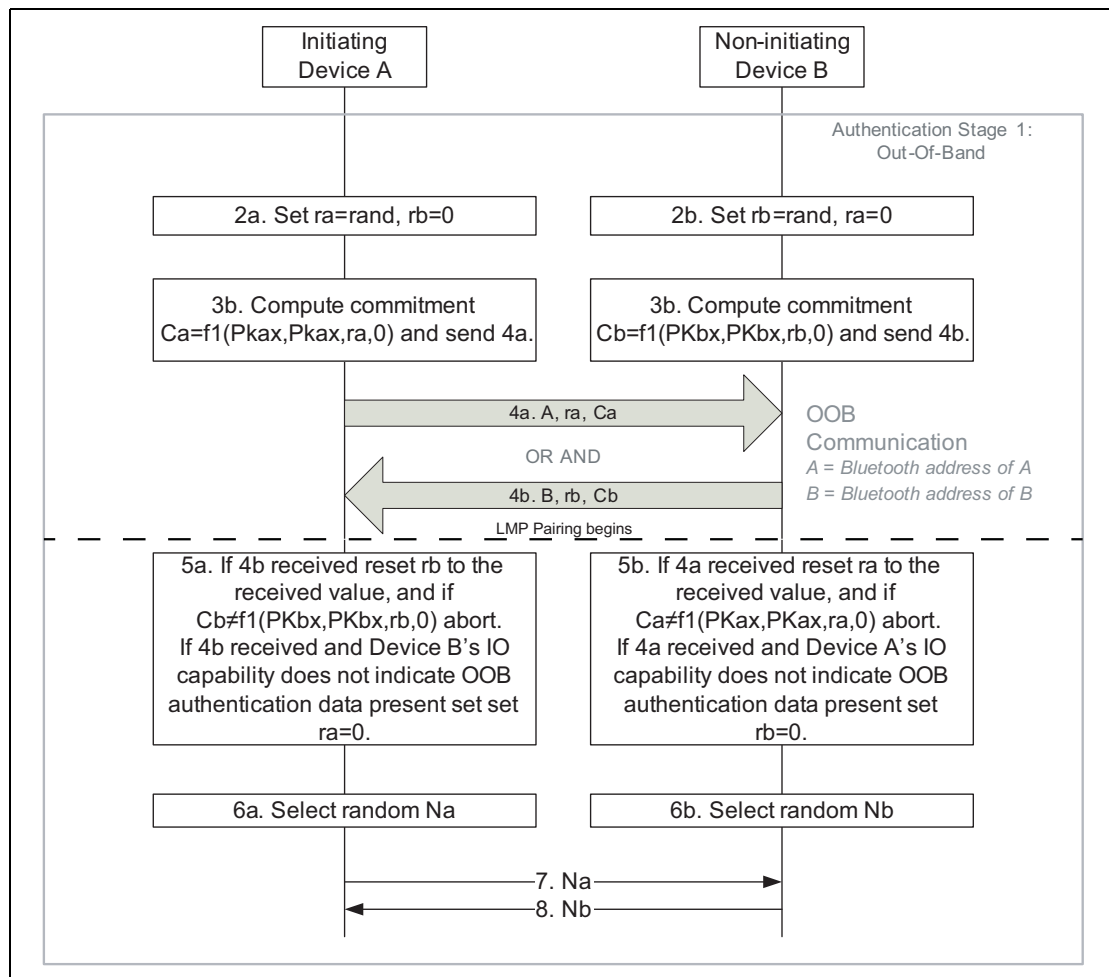 Initiating
Device A
Non-initiating
Device B
Authentication Stage 1:
Out-Of-Band
2a. Set ra=rand, rb=0
2b. Set rb=rand, ra=0
3b. Compute commitment
Ca=f1(Pkax,Pkax,ra,0) and send 4a.
3b. Compute commitment
Cb=f1(PKbx,PKbx,rb,0) and send 4b.
4a. A, ra, Ca
OR AND
4b. B, rb, Cb
OOB
Communication
A = Bluetooth address of A
B = Bluetooth address of B
LMP Pairing begins
5a. If 4b received reset rb to the
received value, and if
Cb≠f1(PKbx,PKbx,rb,0) abort.
If 4b received and Device B's IO
capability does not indicate OOB
authentication data present set set
ra=0.
5b. If 4a received reset ra to the
received value, and if
Ca≠f1(PKax,PKax,ra,0) abort.
If 4a received and Device A's IO
capability does not indicate OOB
authentication data present set
rb=0.
6a. Select random Na
6b. Select random Nb
7. Na
8. Nb